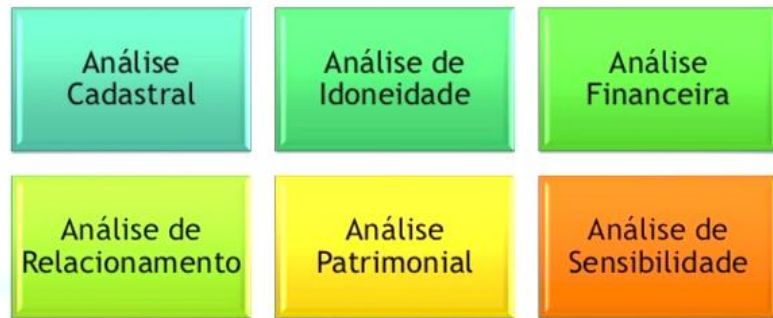 Análise
Cadastral
Análise de
Idoneidade
Análise
Financeira
Análise de
Relacionamento
Análise
Patrimonial
Análise de
Sensibilidade